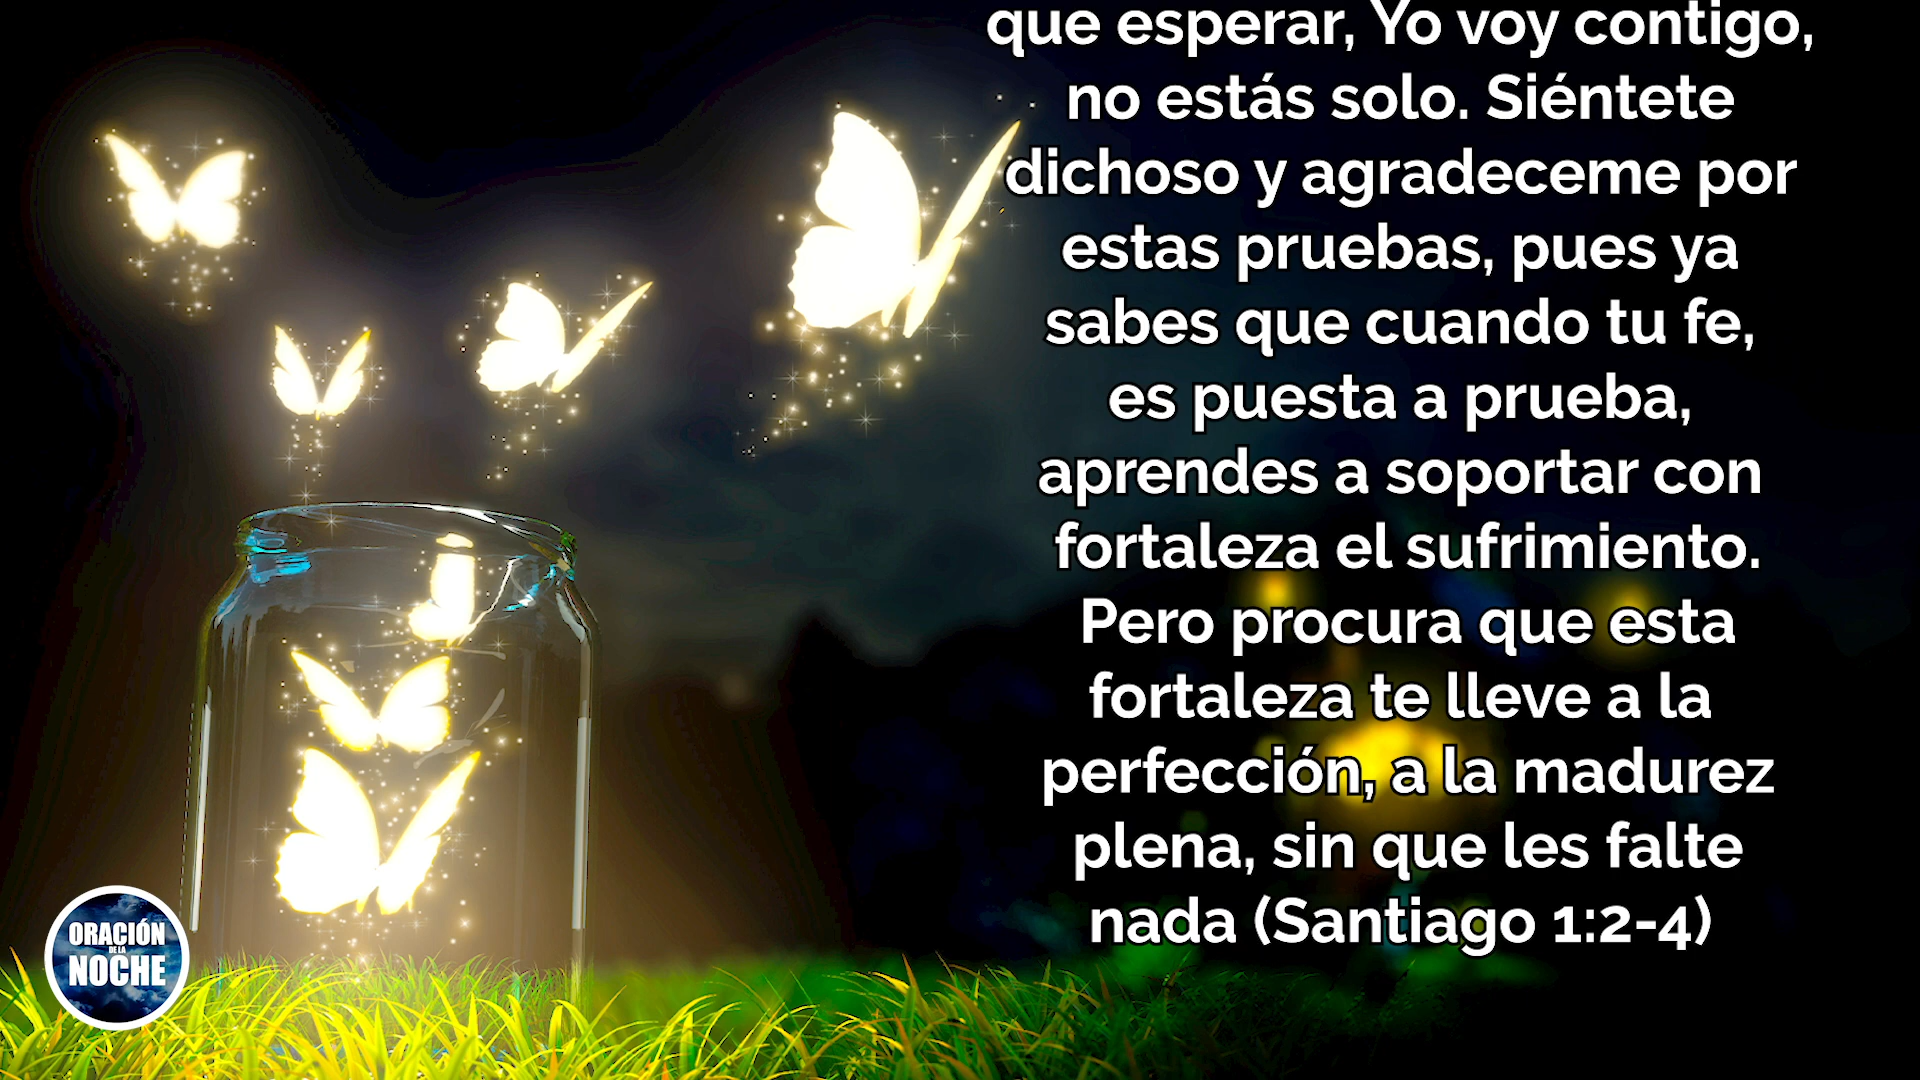 que esperar, Yo voy contigo,
no estás solo. Siéntete
dichoso y agradeceme por
estas pruebas, pues ya
sabes que cuando tu fe,
es puesta a prueba,
aprendes a soportar con
fortaleza el sufrimiento.
Pero procura que esta
fortaleza te lleve a la
perfección, a la madurez
plena, sin que les falte
nada (Santiago 1:2-4)
ORACIÓN
DE LA
NOCHE